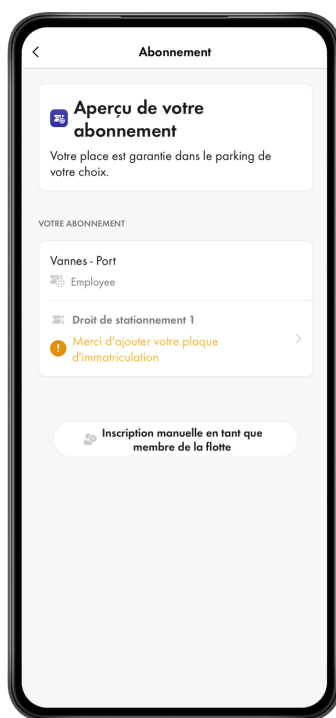 Abonnement
Aperçu de votre
abonnement
Votre place est garantie dans le parking de
votre choix.
VOTRE ABONNEMENT
Vannes - Port
Employee
Droit de stationnement 1
Merci d'ajouter votre plaque
d'immatriculation
Inscription manuelle en tant que
membre de la flotte